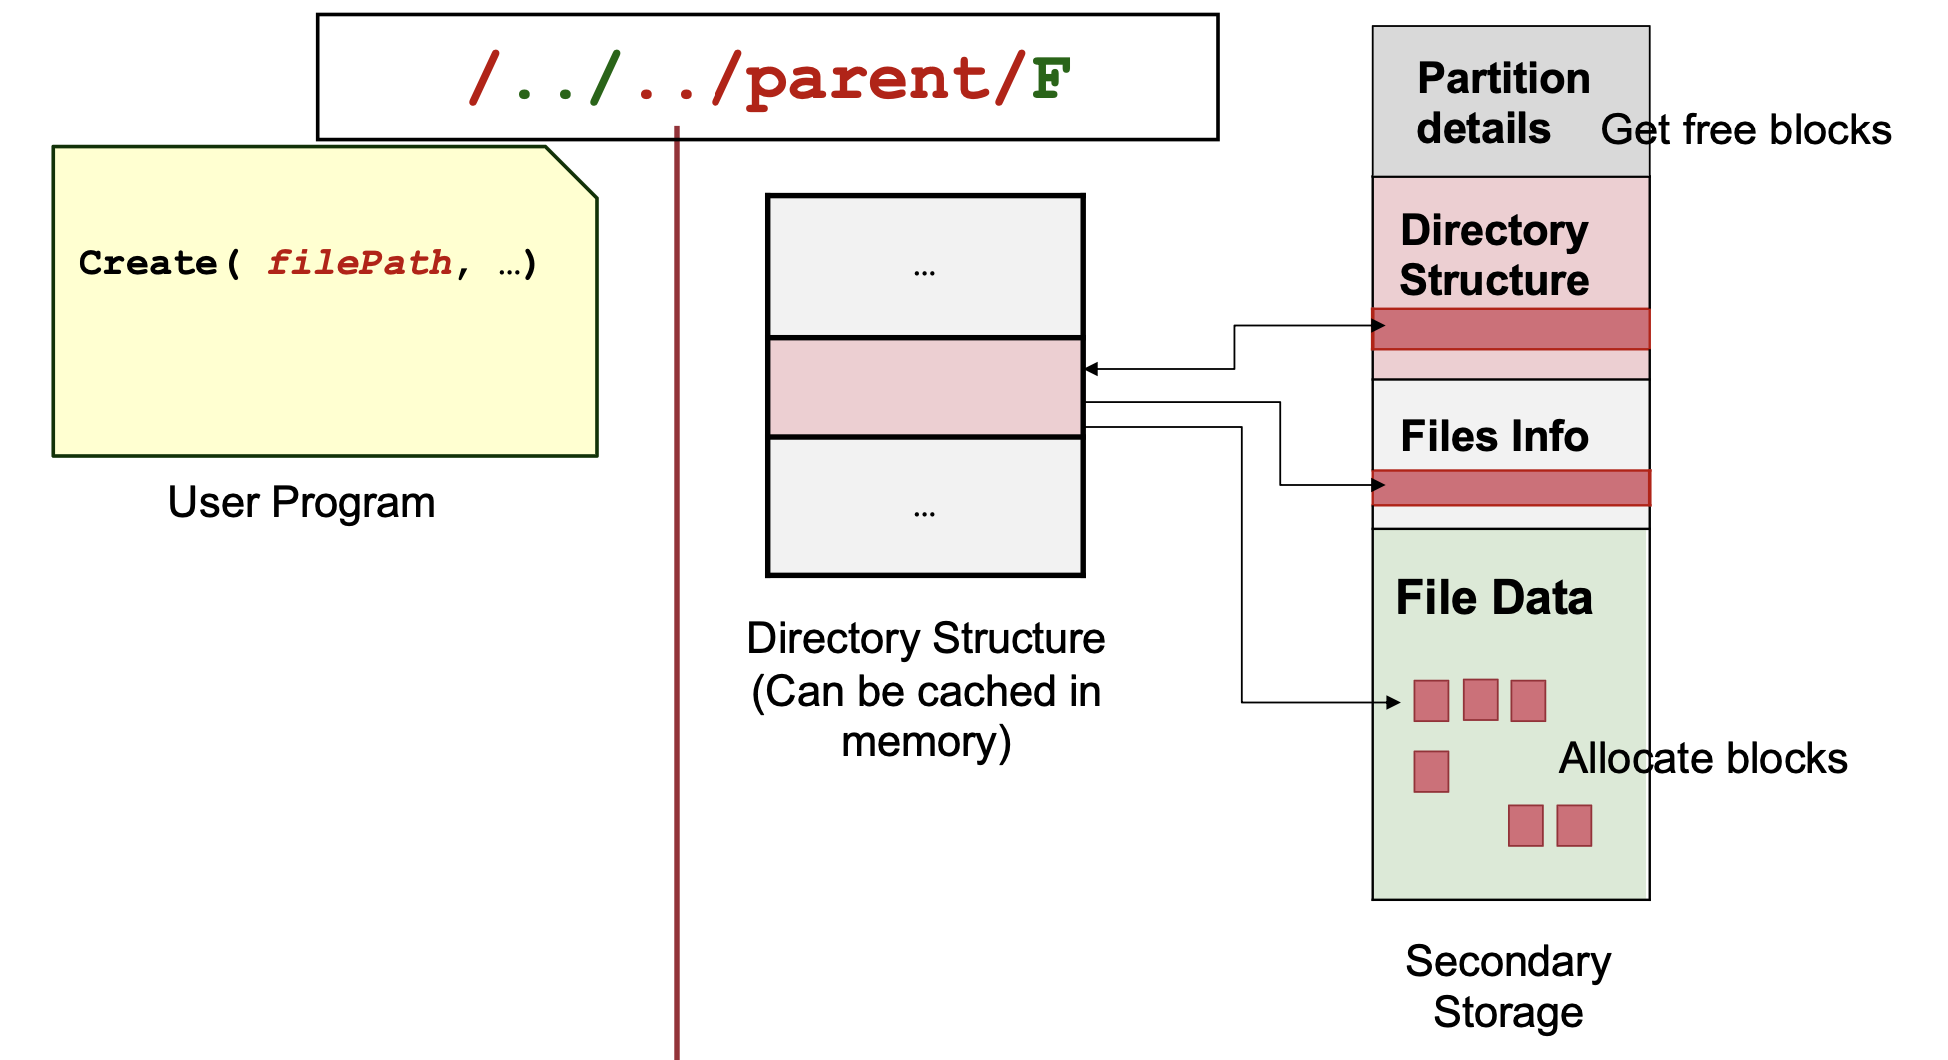 /../../parent/F
Create( filePath, …)
User Program
…
…
Directory Structure
(Can be cached in
memory)
Partition
details
Get free blocks
Directory
Structure
Files Info
File Data
Allocate blocks
Secondary
Storage